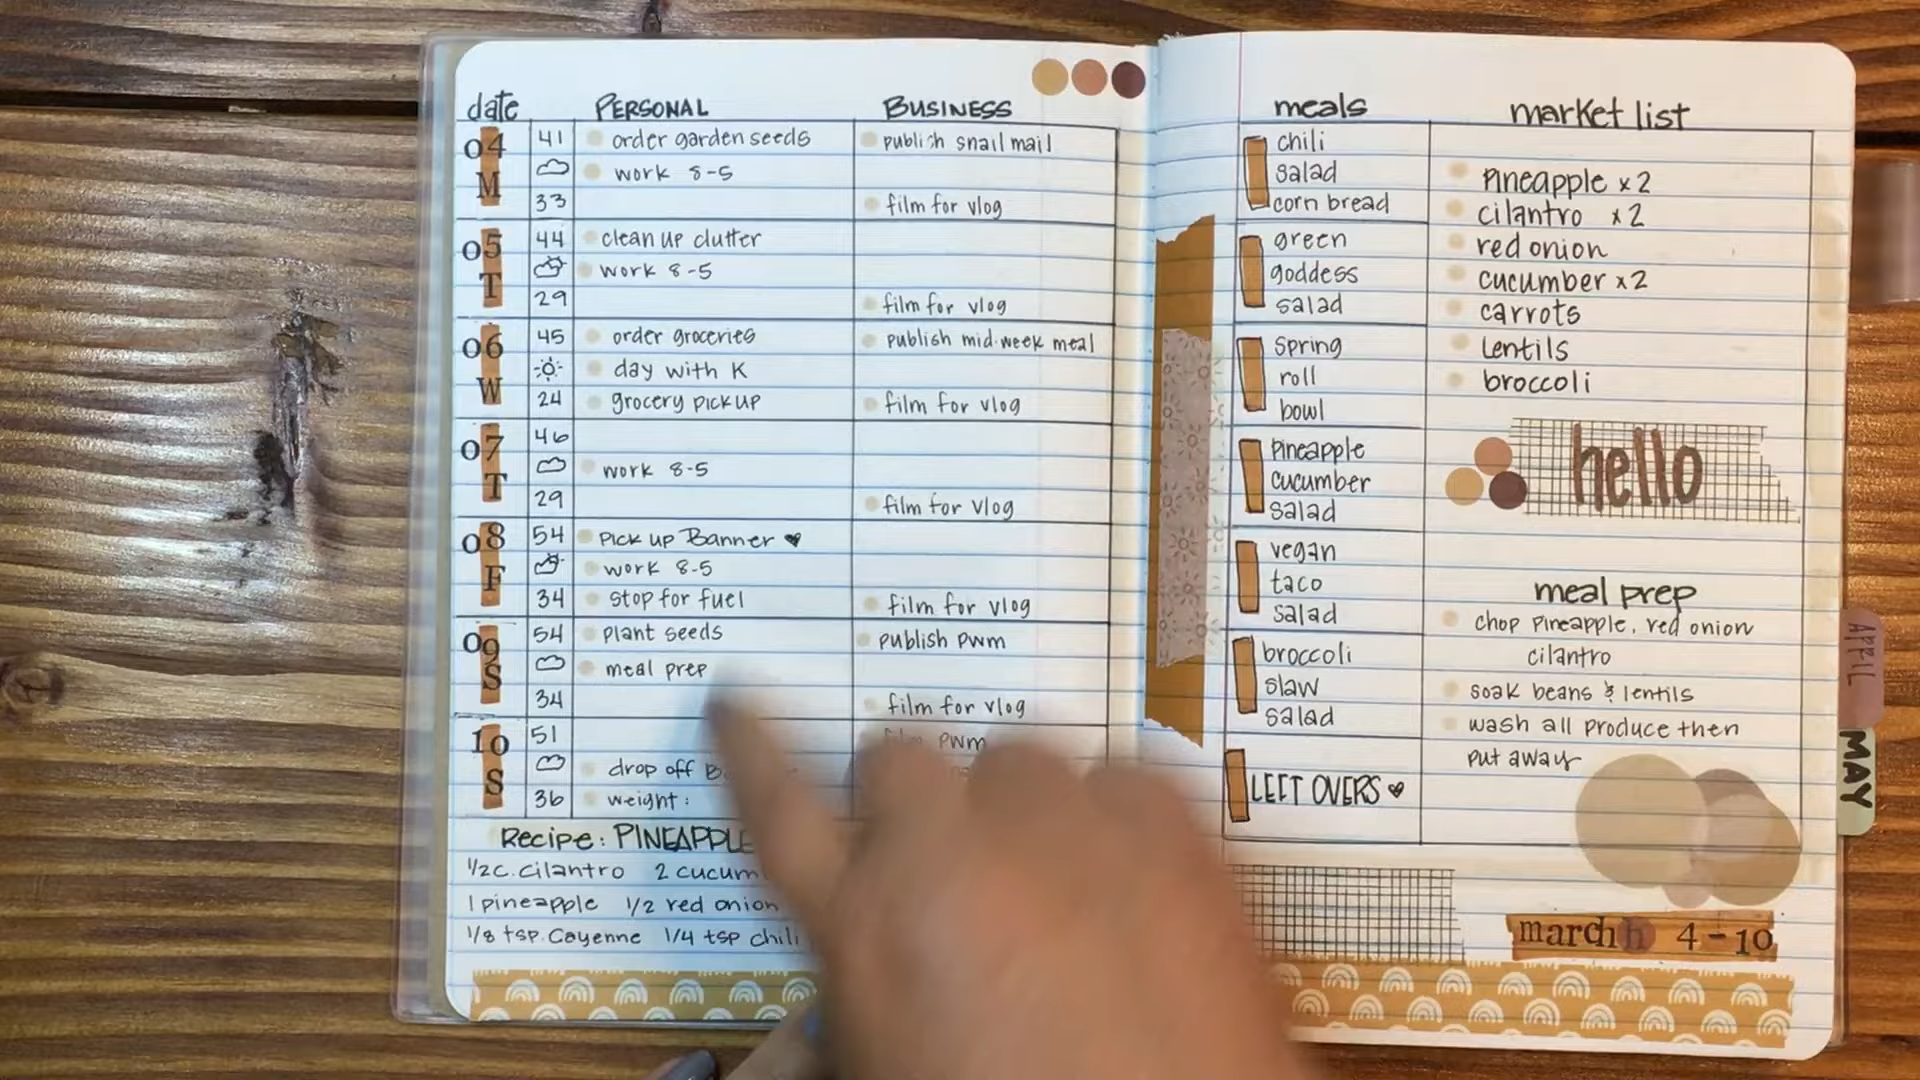 date PERSONAL BUSINESS
04 41 order garden seeds publish snail mail
M work 8-5
33 film for vlog
05 44 clean up clutter
T work 8-5
29 film for vlog
06 45 order groceries publish mid-week meal
day with K
W 24 grocery pick up film for vlog
07 46
T work 8-5
29 film for vlog
08 54 Pick up Banner
F work 8-5
34 stop for fuel film for vlog
09 54 plant seeds publish pwm
S meal prep
34 film for vlog
10 51 film pwm
S drop off
36 weight:
Recipe: PINEAPPLE
1/2 c. cilantro 2 cucum
1 pineapple 1/2 red onion
1/8 tsp. Cayenne 1/4 tsp chili
meals
chili
salad
corn bread
green
goddess
salad
Spring
roll
bowl
Pineapple
cucumber
salad
vegan
taco
salad
broccoli
slaw
salad
LEFT OVERS
market list
Pineapple x2
cilantro x2
red onion
cucumber x2
carrots
Lentils
broccoli
hello
meal prep
chop pineapple, red onion
cilantro
soak beans & lentils
wash all produce then
put away
march 4-10
APRIL
MAY